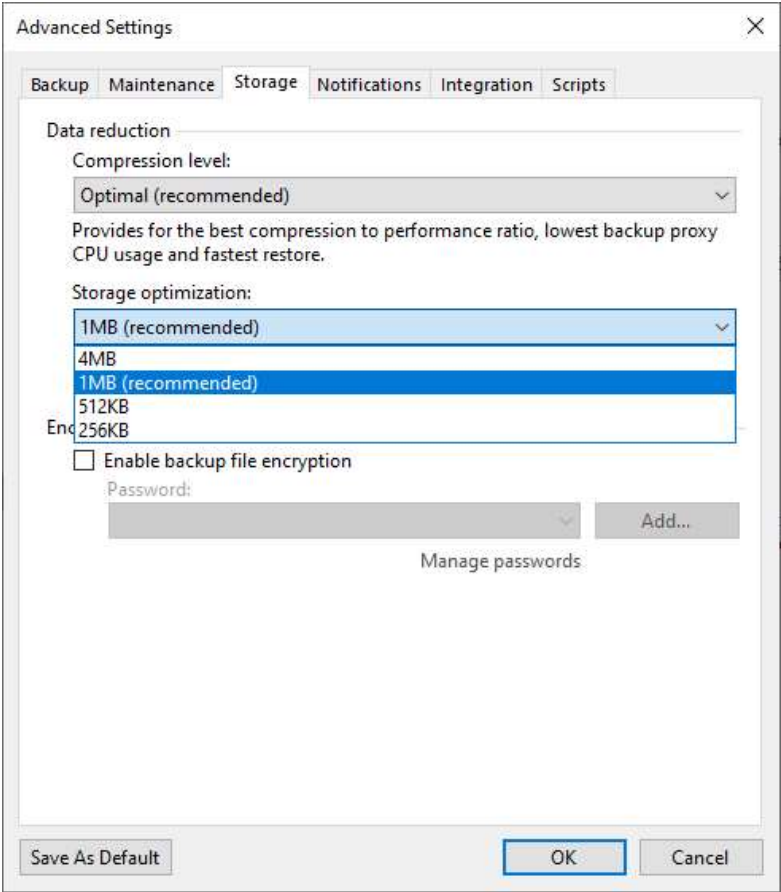 Advanced Settings
Backup Maintenance Storage Notifications Integration Scripts
Data reduction
Compression level:
Optimal (recommended)
Provides for the best compression to performance ratio, lowest backup proxy
CPU usage and fastest restore.
Storage optimization:
1MB (recommended)
4MB
1MB (recommended)
512KB
256KB
Enable backup file encryption
Password:
Add...
Manage passwords
Save As Default OK Cancel